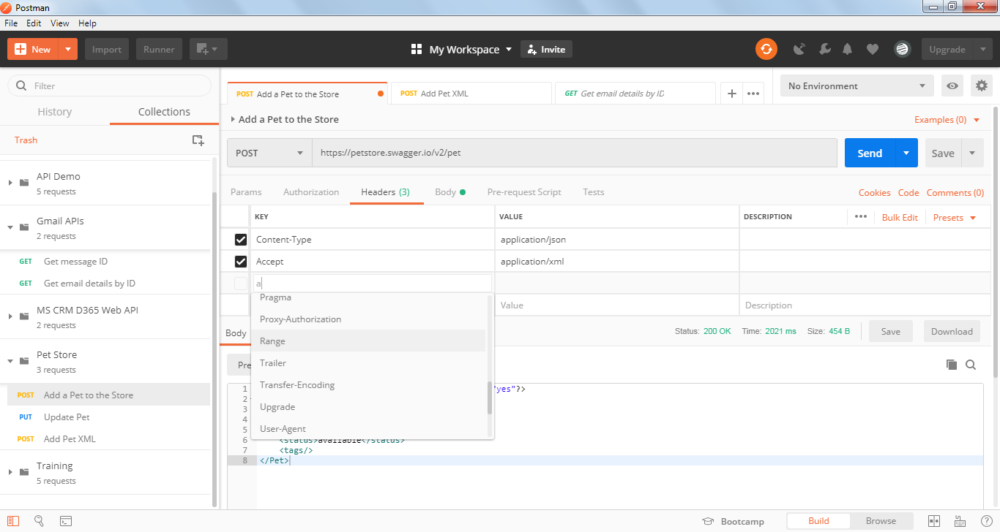 Postman
File Edit View Help
New Import Runner My Workspace Invite Upgrade
Filter
History Collections
Trash
API Demo
5 requests
Gmail APIs
2 requests
GET Get message ID
GET Get email details by ID
MS CRM D365 Web API
2 requests
Pet Store
3 requests
POST Add a Pet to the Store
PUT Update Pet
POST Add Pet XML
Training
5 requests
POST Add a Pet to the Store POST Add Pet XML GET Get email details by ID No Environment
Add a Pet to the Store Examples (0)
POST https://petstore.swagger.io/v2/pet Send Save
Params Authorization Headers (3) Body Pre-request Script Tests Cookies Code Comments (0)
KEY VALUE DESCRIPTION Bulk Edit Presets
Content-Type application/json
Accept application/xml
a
Value Description
Pragma
Proxy-Authorization
Range
Trailer
Transfer-Encoding
Upgrade
User-Agent
Body Status: 200 OK Time: 2021 ms Size: 454 B Save Download
Pre
1 "yes"?>
2
3
4
5
6 <status>available</status>
7 <tags/>
8 </Pet>
Bootcamp Build Browse